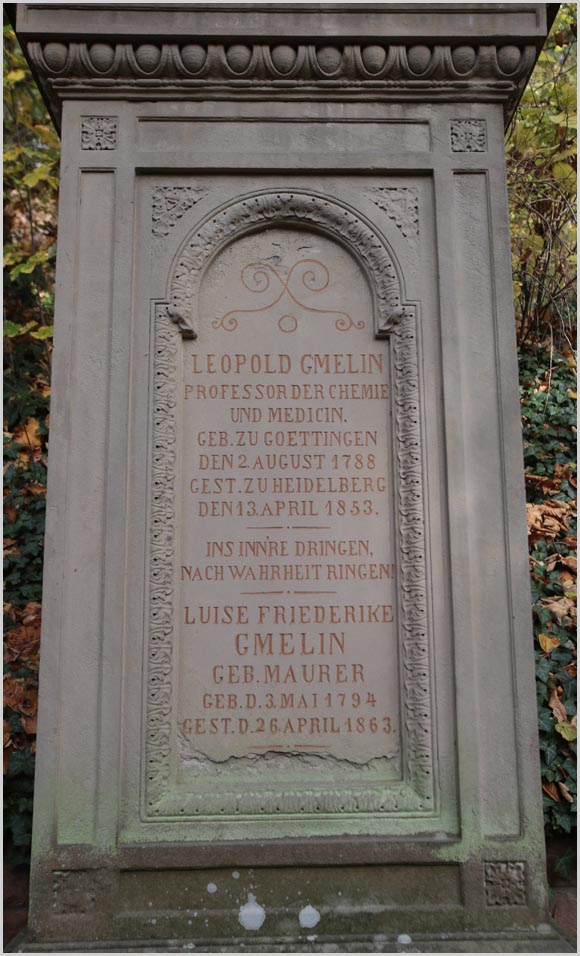 LEOPOLD GMELIN
PROFESSOR DER CHEMIE
UND MEDICIN.
GEB. ZU GOETTINGEN
DEN 2. AUGUST 1788
GEST. ZU HEIDELBERG
DEN 13. APRIL 1853.
INS INN'RE DRINGEN,
NACH WAHRHEIT RINGEN!
LUISE FRIEDERIKE
GMELIN
GEB. MAURER
GEB. D. 3. MAI 1794
GEST. D. 26. APRIL 1863.